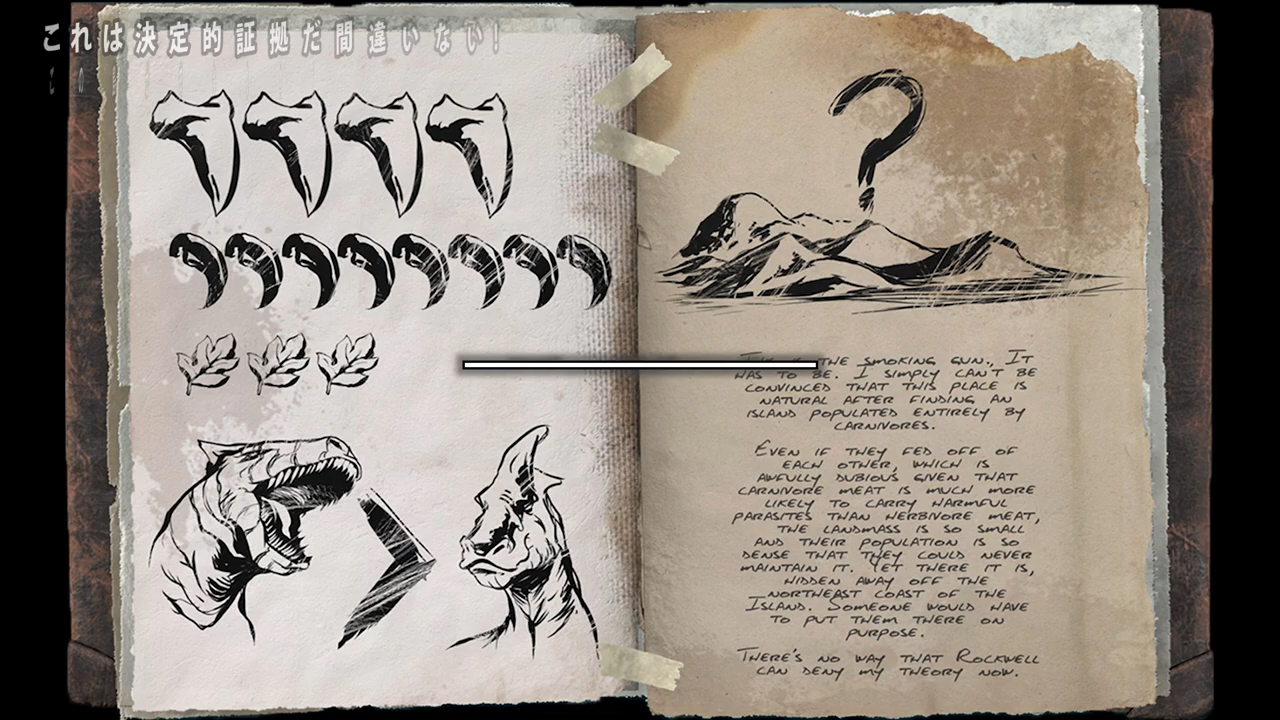 これは決定的証拠だ間違いない!
この
This is the smoking gun., It
was to be. I simply can't be
convinced that this place is
natural after finding an
island populated entirely by
carnivores.
Even if they fed off of
each other, which is
awfully dubious given that
carnivore meat is much more
likely to carry harmful
parasites than herbivore meat,
the landmass is so small
and their population is so
dense that they could never
maintain it. Yet there it is,
hidden away off the
northeast coast of the
Island. Someone would have
to put them there on
purpose.
There's no way that Rockwell
can deny my theory now.